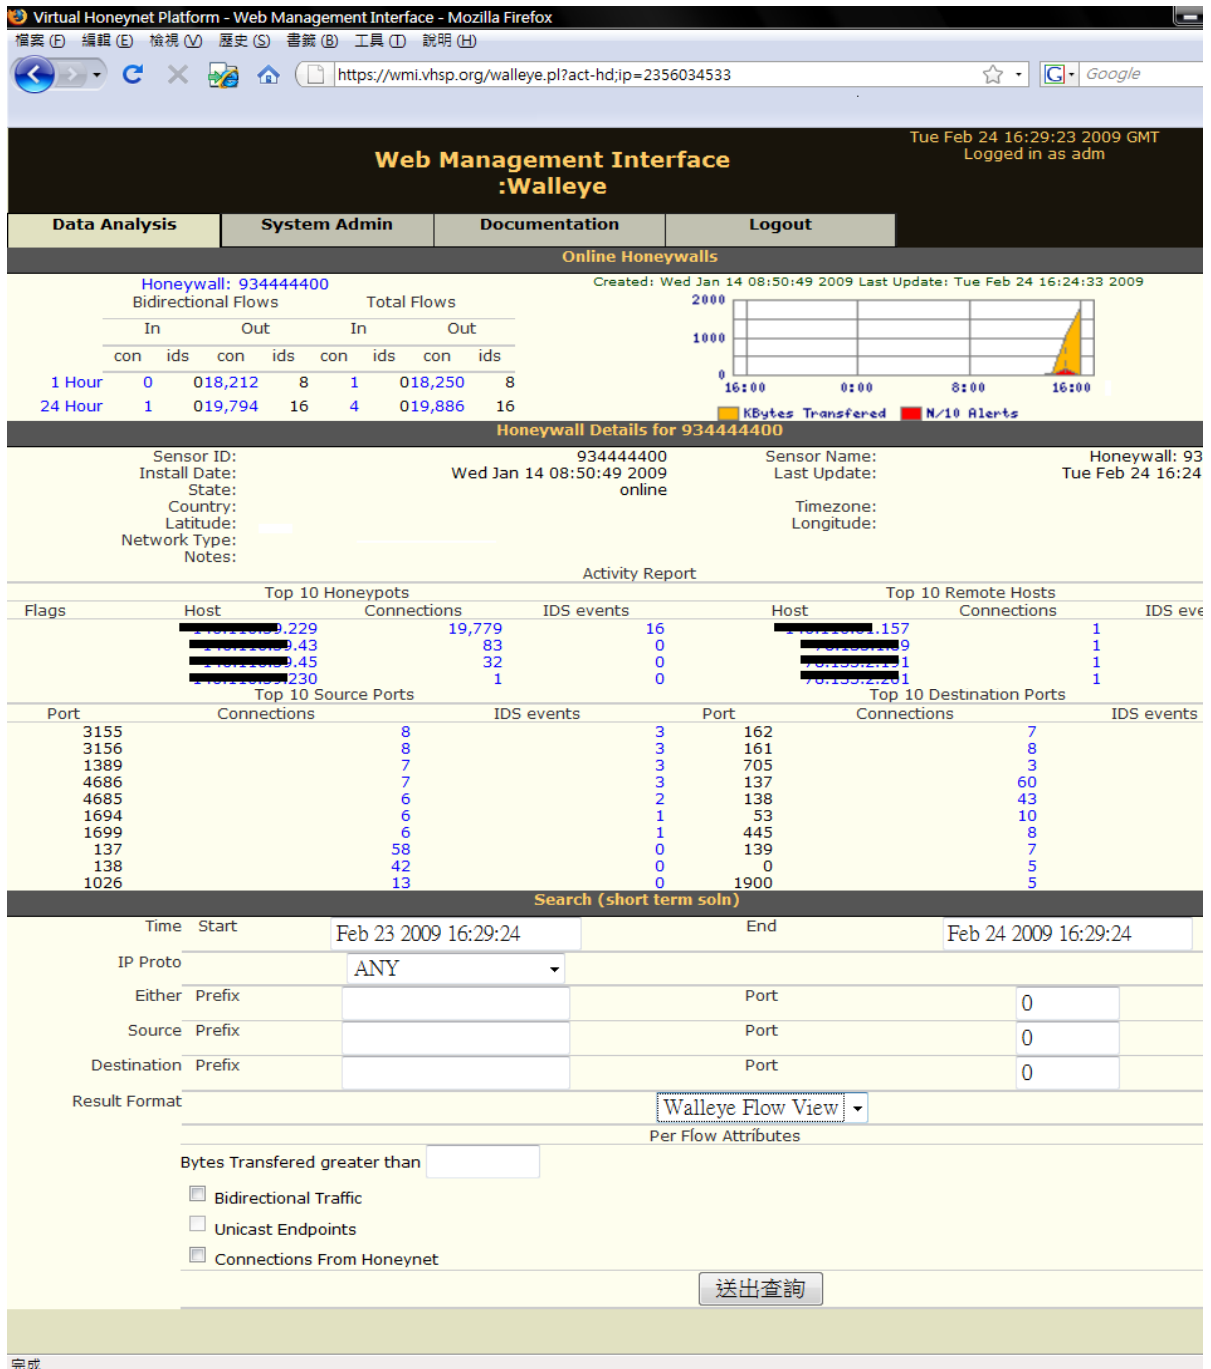 Virtual Honeynet Platform - Web Management Interface - Mozilla Firefox
檔案(F) 編輯(E) 檢視(V) 歷史(S) 書籤(B) 工具(T) 說明(H)
https://wmi.vhsp.org/walleye.pl?act-hd;ip=2356034533 G Google
Tue Feb 24 16:29:23 2009 GMT
Logged in as adm
Web Management Interface
:Walleye
Data Analysis System Admin Documentation Logout
Online Honeywalls
Honeywall: 934444400 Created: Wed Jan 14 08:50:49 2009 Last Update: Tue Feb 24 16:24:33 2009
Bidirectional Flows Total Flows
In Out In Out
con ids con ids con ids con ids
1 Hour 0 018,212 8 1 018,250 8
24 Hour 1 019,794 16 4 019,886 16
2000
1000
0
16:00 0:00 8:00 16:00
KBytes Transfered N/10 Alerts
Honeywall Details for 934444400
Sensor ID: 934444400 Sensor Name: Honeywall: 93
Install Date: Wed Jan 14 08:50:49 2009 Last Update: Tue Feb 24 16:24
State: online
Country: Timezone:
Latitude: Longitude:
Network Type:
Notes:
Activity Report
Top 10 Honeypots Top 10 Remote Hosts
Flags Host Connections IDS events Host Connections IDS eve
.229 19,779 16 .157 1
.43 83 0 9 1
.45 32 0 1 1
230 1 0 1 1
Top 10 Source Ports Top 10 Destination Ports
Port Connections IDS events Port Connections IDS events
3155 8 3 162 7
3156 8 3 161 8
1389 7 3 705 3
4686 7 3 137 60
4685 6 2 138 43
1694 6 1 53 10
1699 6 1 445 8
137 58 0 139 7
138 42 0 0 5
1026 13 0 1900 5
Search (short term soln)
Time Start Feb 23 2009 16:29:24 End Feb 24 2009 16:29:24
IP Proto ANY
Either Prefix Port 0
Source Prefix Port 0
Destination Prefix Port 0
Result Format Walleye Flow View
Per Flow Attributes
Bytes Transfered greater than
Bidirectional Traffic
Unicast Endpoints
Connections From Honeynet
送出查詢
完成